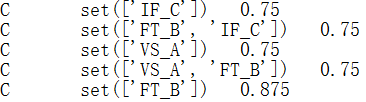 C set(['IF_C']) 0.75
C set(['FT_B', 'IF_C']) 0.75
C set(['VS_A']) 0.75
C set(['VS_A', 'FT_B']) 0.75
C set(['FT_B']) 0.875